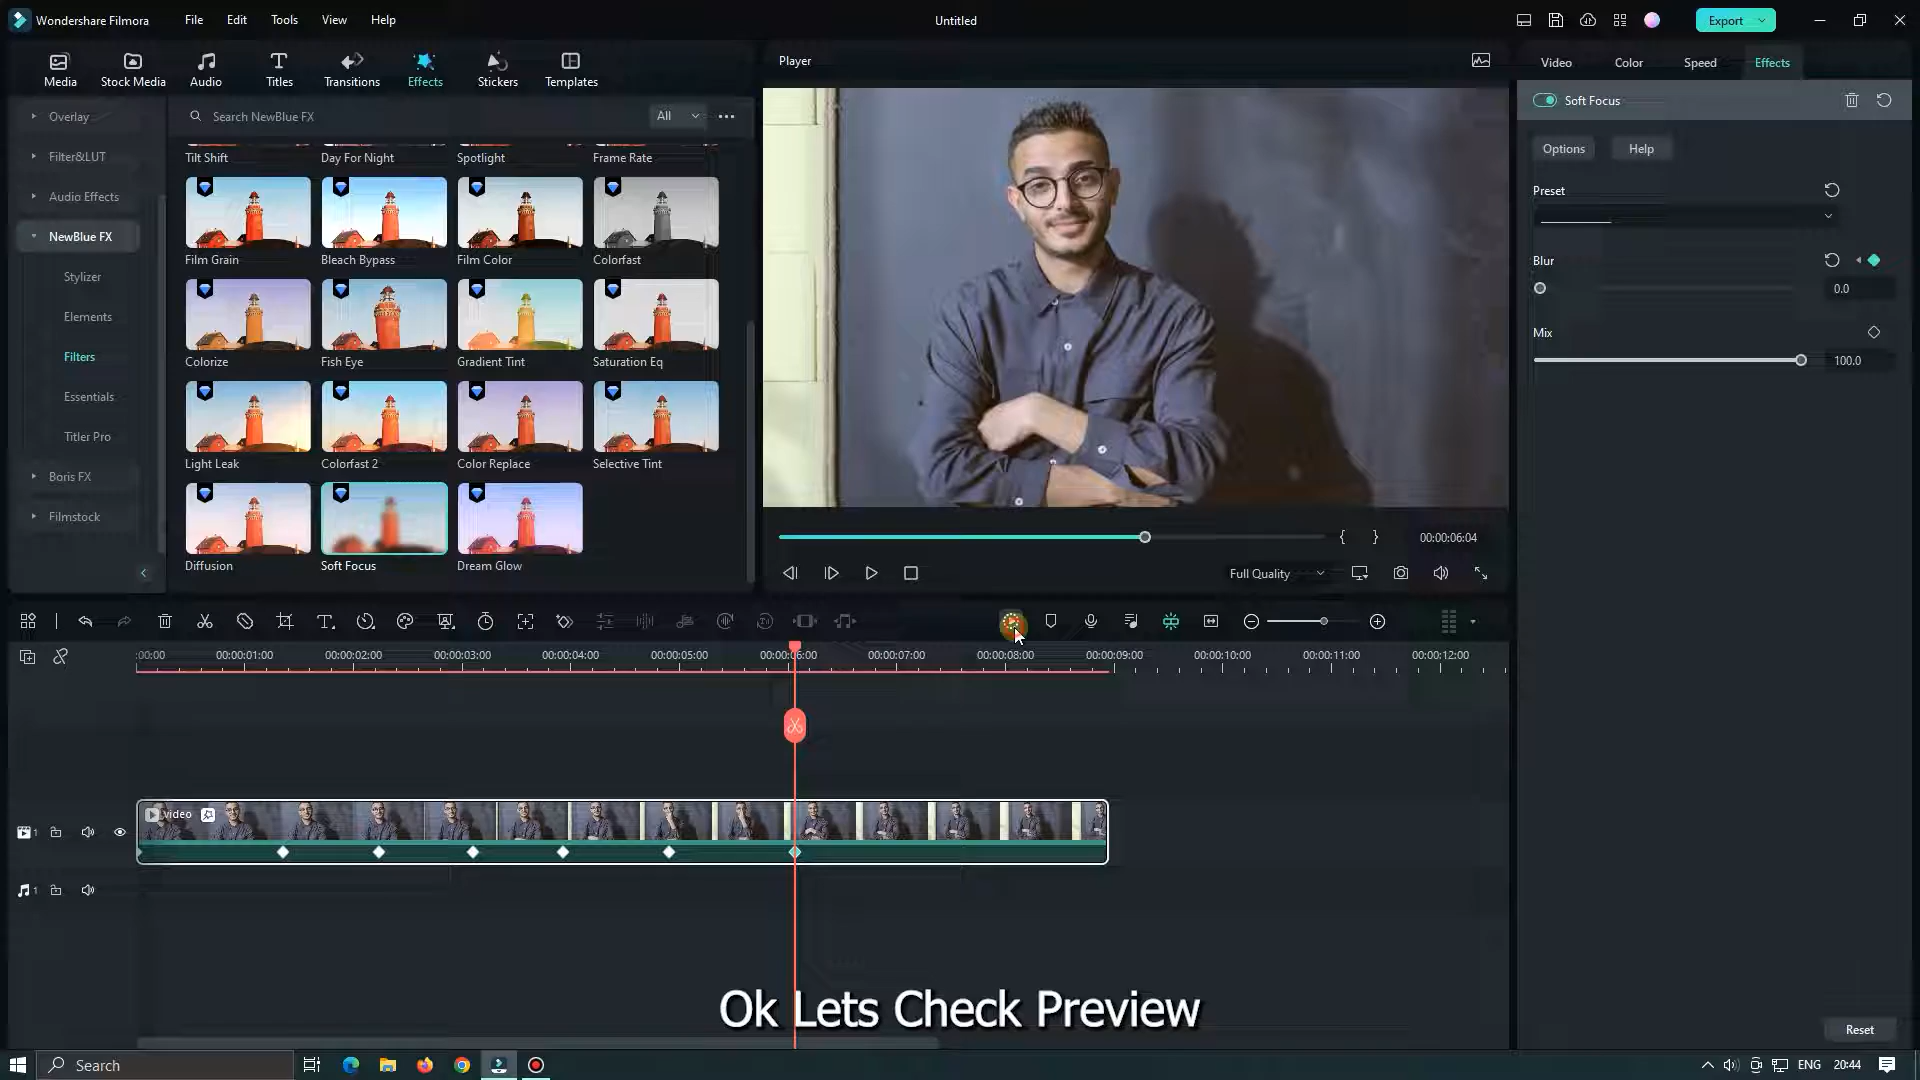 Wondershare Filmora
File
Edit
Tools
View
Help
Untitled
Export
Media
Stock Media
Audio
Titles
Transitions
Effects
Stickers
Templates
Player
Video
Color
Speed
Effects
Overlay
Filter&LUT
Audio Effects
NewBlue FX
Stylizer
Elements
Filters
Essentials
Titler Pro
Boris FX
Filmstock
Search NewBlue FX
All
Tilt Shift
Day For Night
Spotlight
Frame Rate
Film Grain
Bleach Bypass
Film Color
Colorfast
Colorize
Fish Eye
Gradient Tint
Saturation Eq
Light Leak
Colorfast 2
Color Replace
Selective Tint
Diffusion
Soft Focus
Dream Glow
00:00:06:04
Full Quality
Soft Focus
Options
Help
Preset
Blur
0.0
Mix
100.0
Reset
:00:00
00:00:01:00
00:00:02:00
00:00:03:00
00:00:04:00
00:00:05:00
00:00:06:00
00:00:07:00
00:00:08:00
00:00:09:00
00:00:10:00
00:00:11:00
00:00:12:00
video
1
1
Ok Lets Check Preview
Search
ENG
20:44